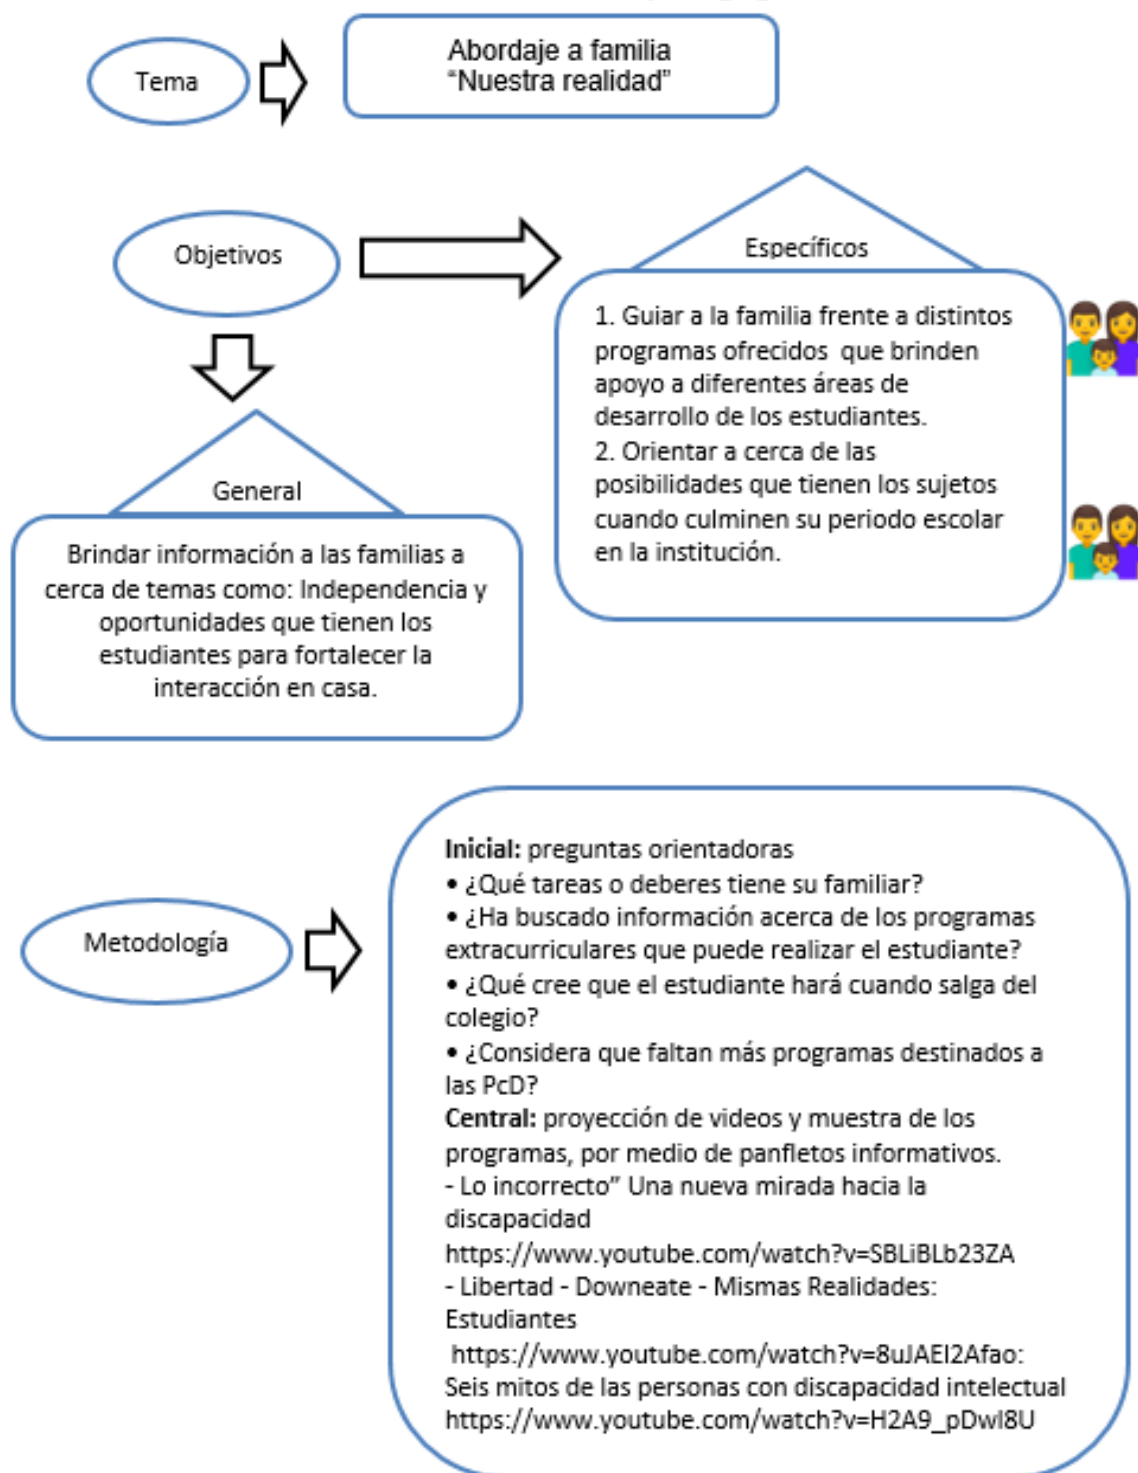 Tema
Abordaje a familia
“Nuestra realidad”
Objetivos
Específicos
1. Guiar a la familia frente a distintos
programas ofrecidos  que brinden
apoyo a diferentes áreas de
desarrollo de los estudiantes.
2. Orientar a cerca de las
posibilidades que tienen los sujetos
cuando culminen su periodo escolar
en la institución.
General
Brindar información a las familias a
cerca de temas como: Independencia y
oportunidades que tienen los
estudiantes para fortalecer la
interacción en casa.
Metodología
Inicial: preguntas orientadoras
• ¿Qué tareas o deberes tiene su familiar?
• ¿Ha buscado información acerca de los programas
extracurriculares que puede realizar el estudiante?
• ¿Qué cree que el estudiante hará cuando salga del
colegio?
• ¿Considera que faltan más programas destinados a
las PcD?
Central: proyección de videos y muestra de los
programas, por medio de panfletos informativos.
- Lo incorrecto” Una nueva mirada hacia la
discapacidad
https://www.youtube.com/watch?v=SBLiBLb23ZA
- Libertad - Downeate - Mismas Realidades:
Estudiantes
https://www.youtube.com/watch?v=8uJAEl2Afao:
Seis mitos de las personas con discapacidad intelectual
https://www.youtube.com/watch?v=H2A9_pDwI8U